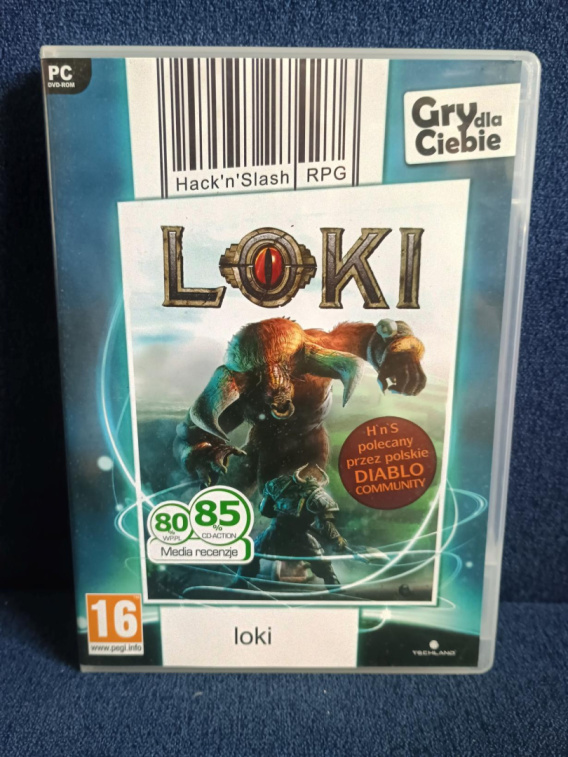 PC
DVD-ROM
Hack'n'Slash RPG
Gry dla
Ciebie
LOKI
H'n'S
polecany
przez polskie
DIABLO
COMMUNITY
80%
WP.PL
85%
CD-ACTION
Media recenzje
16
www.pegi.info
loki
TECHLAND